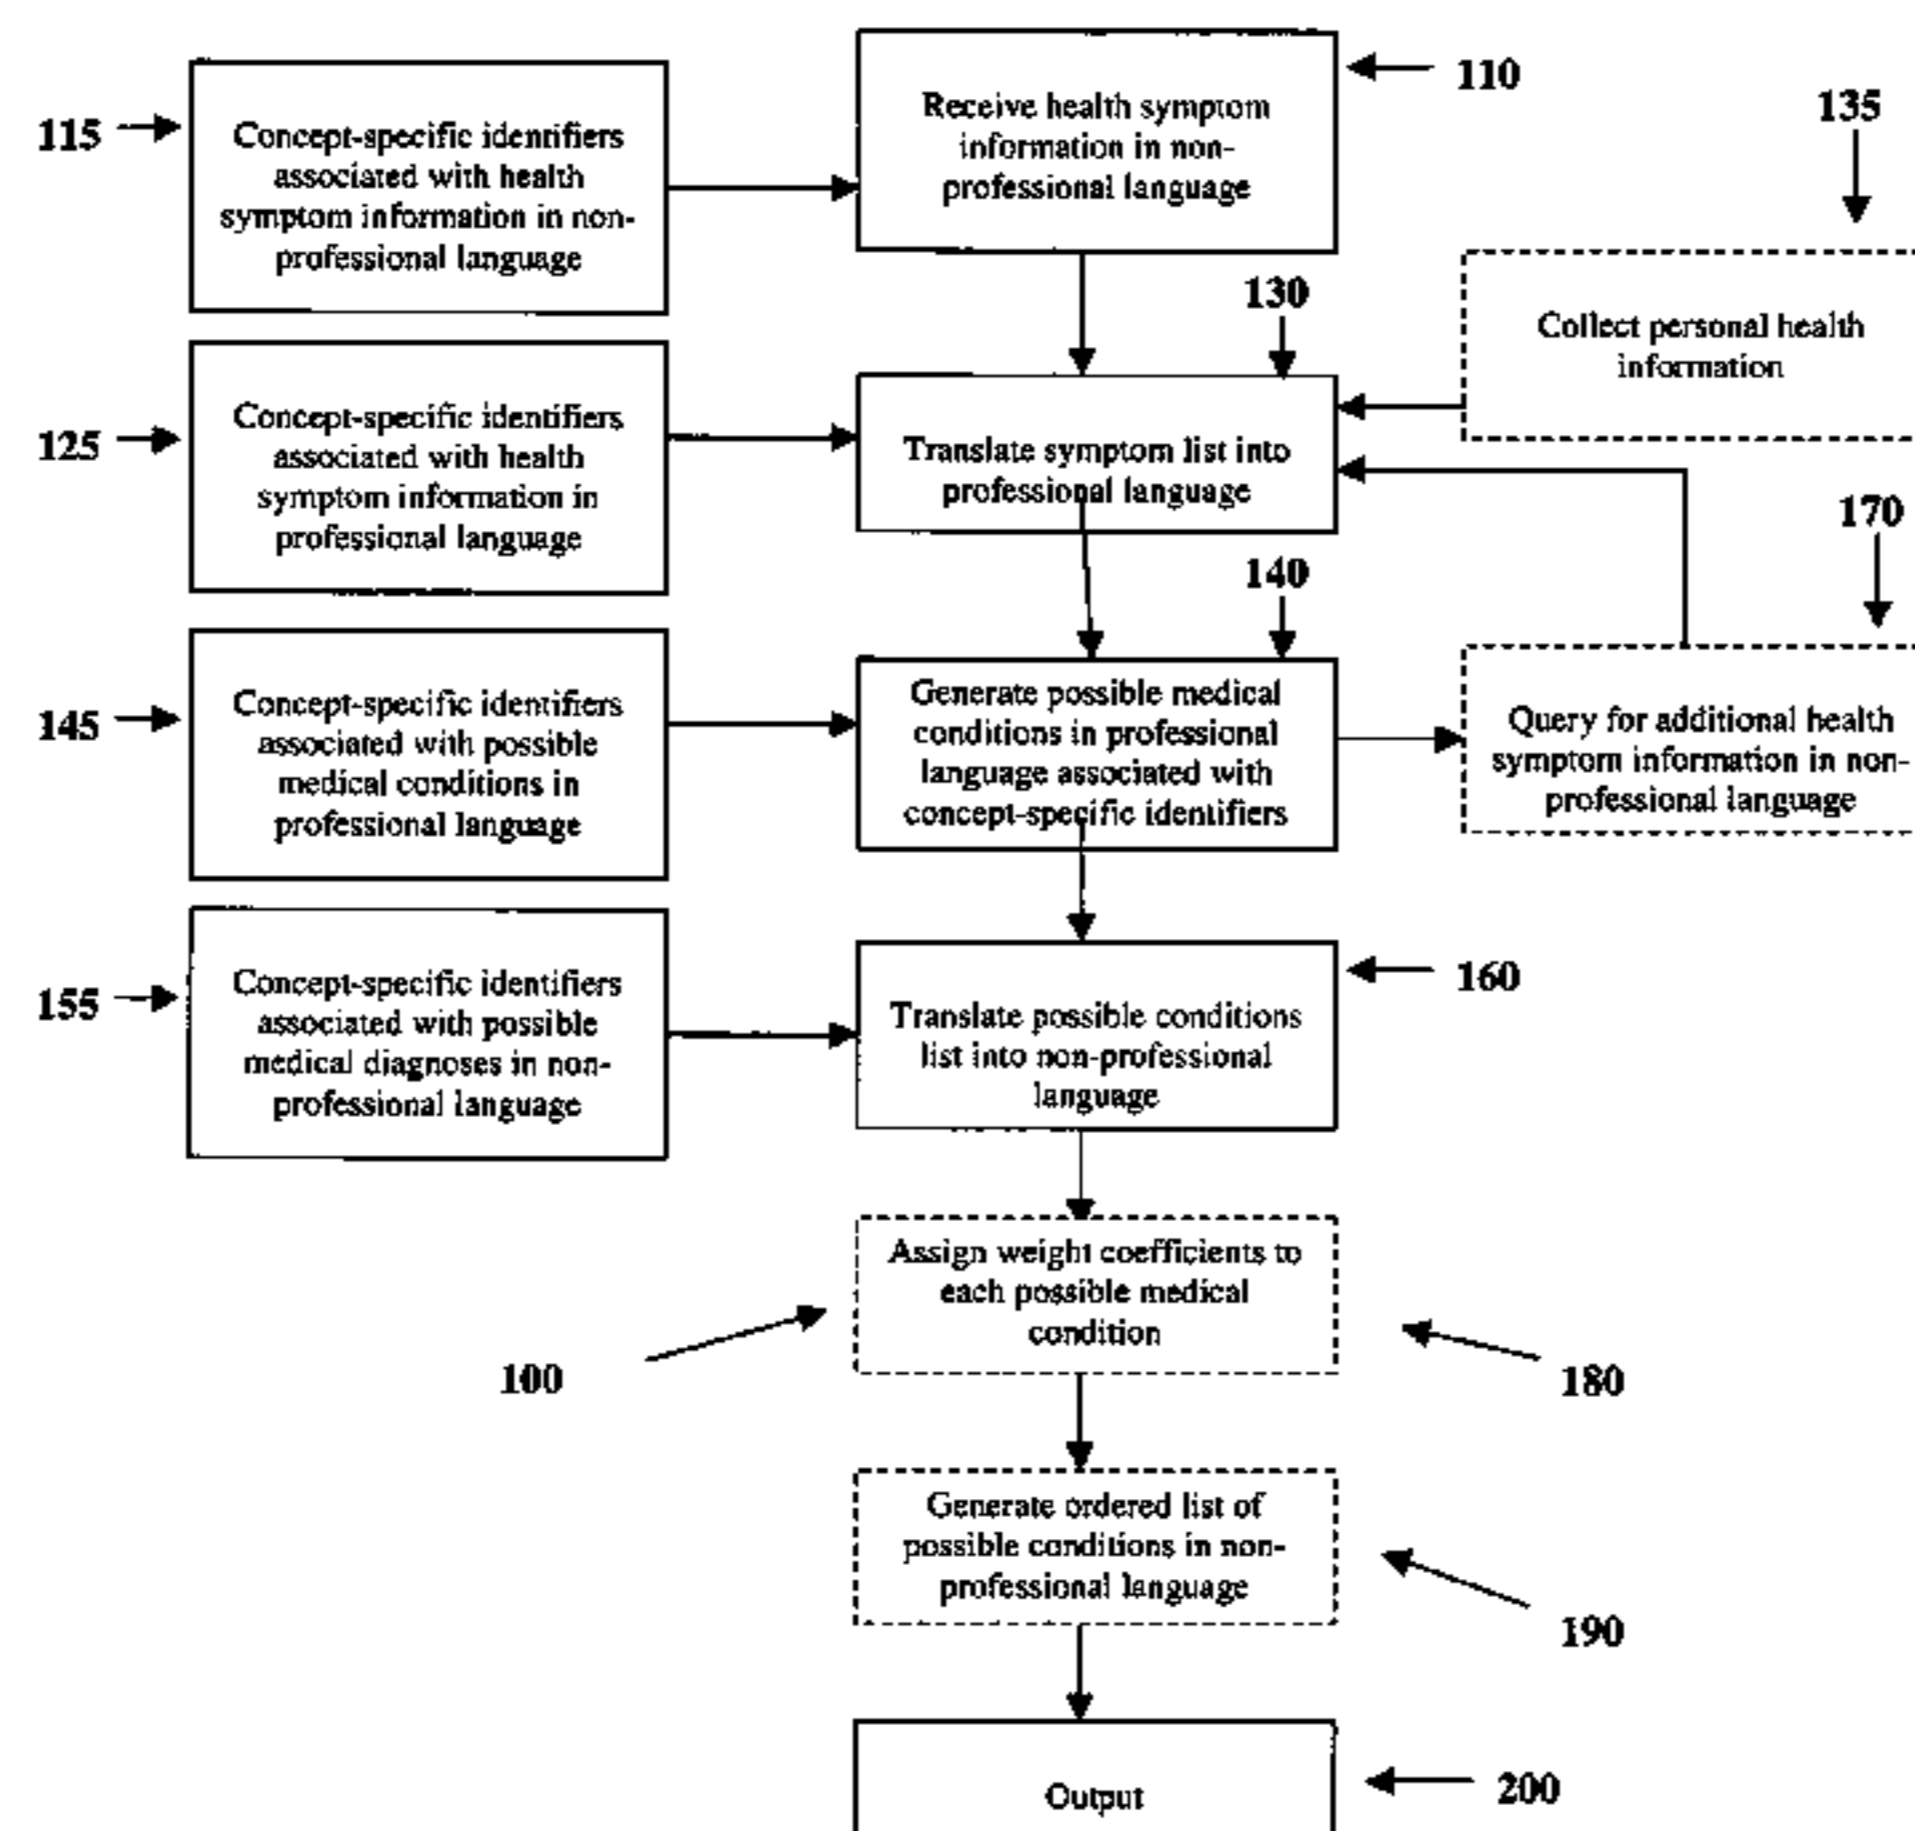 110
Receive health symptom
information in non-
professional language
115
Concept-specific identifiers
associated with health
symptom information in non-
professional language
135
Collect personal health
information
130
Translate symptom list into
professional language
125
Concept-specific identifiers
associated with health
symptom information in
professional language
170
Query for additional health
symptom information in non-
professional language
140
Generate possible medical
conditions in professional
language associated with
concept-specific identifiers
145
Concept-specific identifiers
associated with possible
medical conditions in
professional language
155
Concept-specific identifiers
associated with possible
medical diagnoses in non-
professional language
160
Translate possible conditions
list into non-professional
language
Assign weight coefficients to
each possible medical
condition
100
180
Generate ordered list of
possible conditions in non-
professional language
190
Output
200